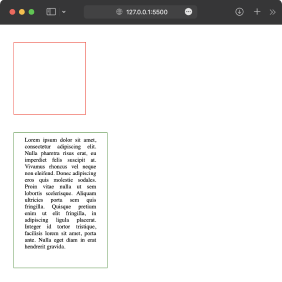 127.0.0.1:5500
Lorem ipsum dolor sit amet,
consectetur adipiscing elit.
Nulla pharetra risus erat, eu
imperdiet felis suscipit at.
Vivamus rhoncus vel neque
non eleifend. Donec adipiscing
eros quis molestie sodales.
Proin vitae nulla ut sem
lobortis scelerisque. Aliquam
ultricies porta sem quis
fringilla. Quisque pretium
enim ut elit fringilla, in
adipiscing ligula placerat.
Integer id tortor tristique,
facilisis lorem sit amet, porta
ante. Nulla eget diam in erat
hendrerit gravida.